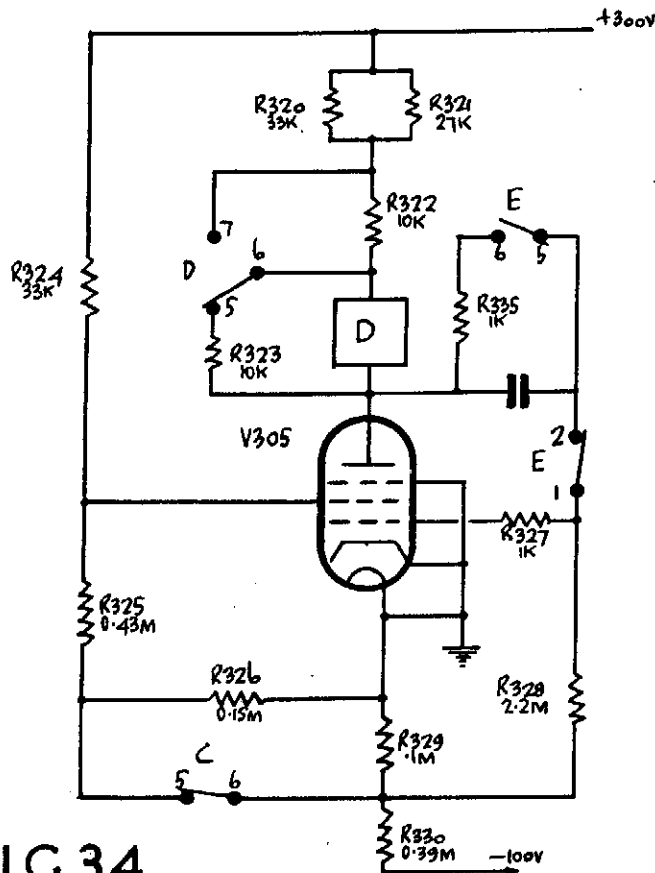 +300V
R320
33K
R321
27K
R322
10K
E
7
6
D
6
5
R324
33K
5
R335
1K
R323
10K
D
V305
2
E
1
R327
1K
R325
0.43M
R326
0.15M
R328
2.2M
R329
.1M
C
5
6
R330
0.39M
-100V
IG.34